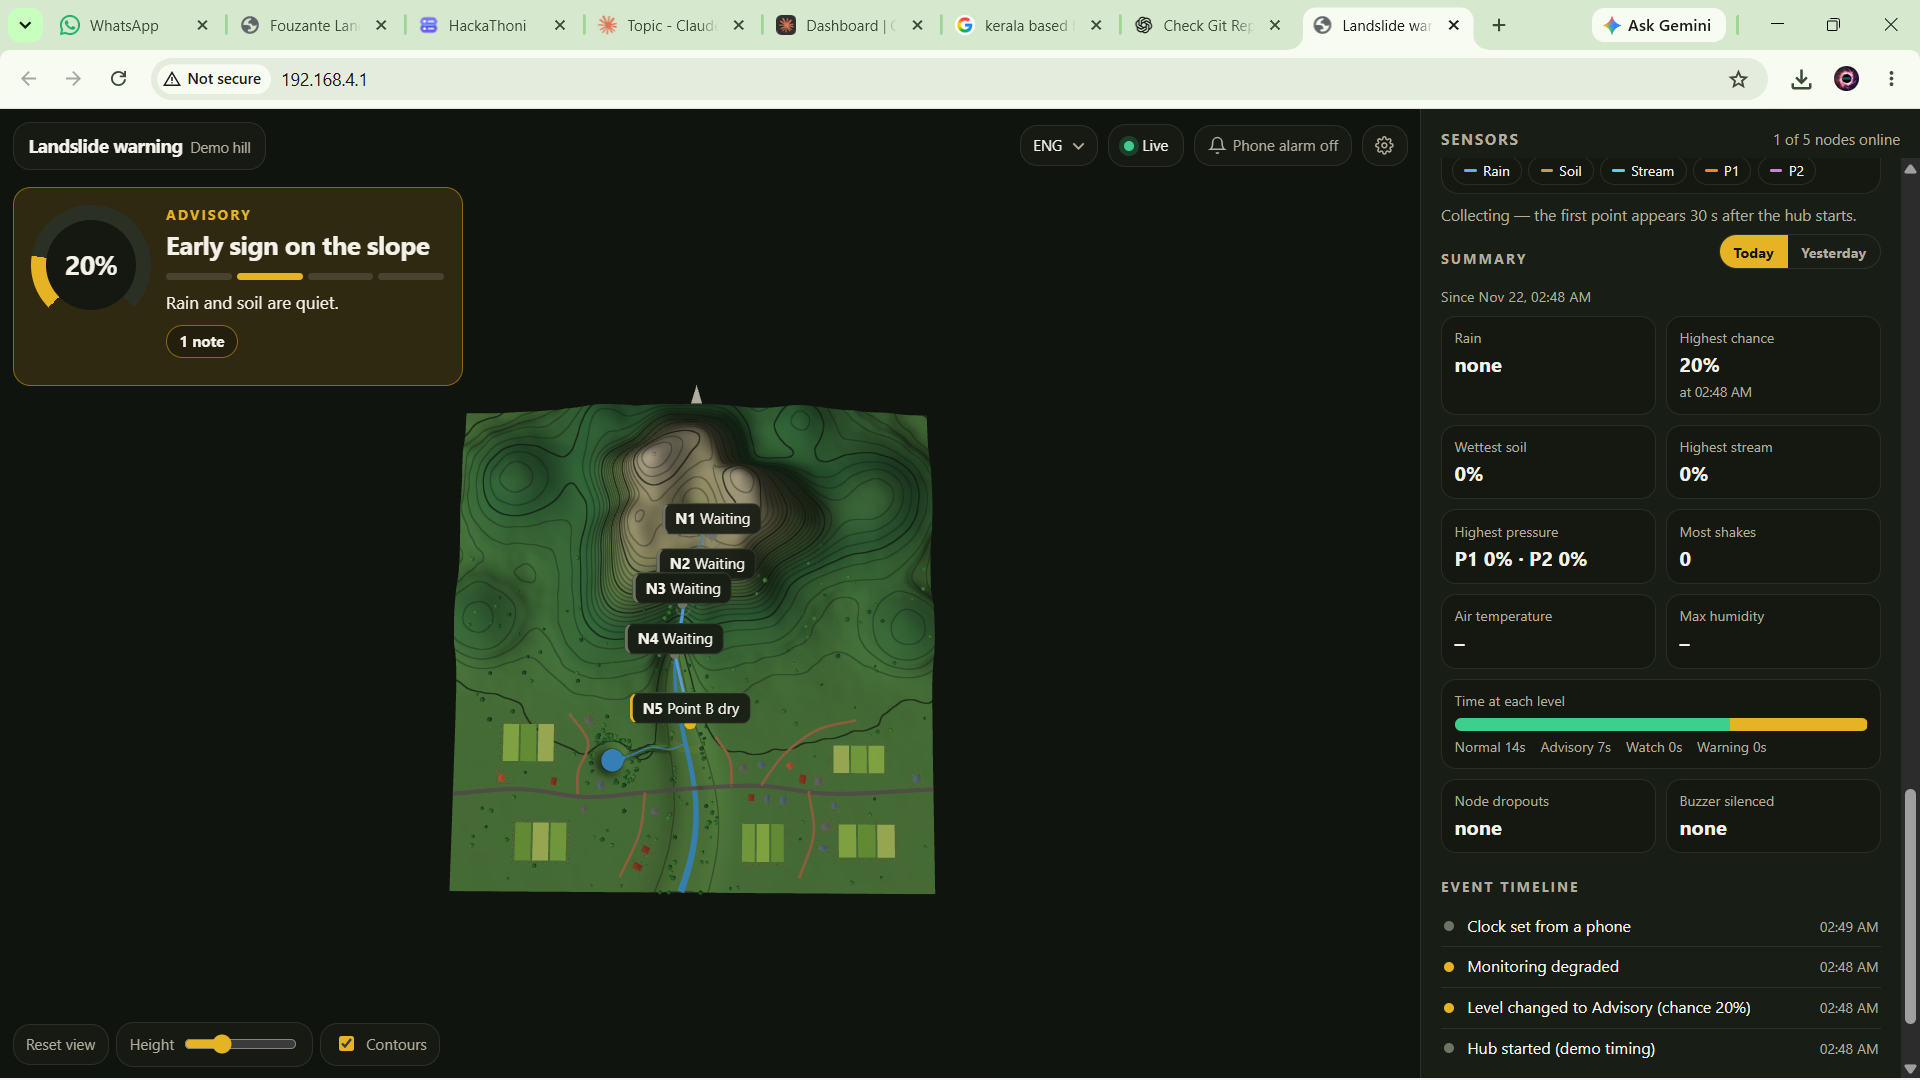 WhatsApp
Fouzante Lan
HackaThoni
Topic - Claude
Dashboard | C
kerala based
Check Git Rep
Landslide war
Ask Gemini
Not secure
192.168.4.1
Landslide warning Demo hill
ENG
Live
Phone alarm off
20%
ADVISORY
Early sign on the slope
Rain and soil are quiet.
1 note
N1 Waiting
N2 Waiting
N3 Waiting
N4 Waiting
N5 Point B dry
Reset view
Height
Contours
SENSORS
1 of 5 nodes online
Rain
Soil
Stream
P1
P2
Collecting — the first point appears 30 s after the hub starts.
SUMMARY
Today
Yesterday
Since Nov 22, 02:48 AM
Rain
none
Highest chance
20%
at 02:48 AM
Wettest soil
0%
Highest stream
0%
Highest pressure
P1 0% · P2 0%
Most shakes
0
Air temperature
–
Max humidity
–
Time at each level
Normal 14s Advisory 7s Watch 0s Warning 0s
Node dropouts
none
Buzzer silenced
none
EVENT TIMELINE
Clock set from a phone 02:49 AM
Monitoring degraded 02:48 AM
Level changed to Advisory (chance 20%) 02:48 AM
Hub started (demo timing) 02:48 AM